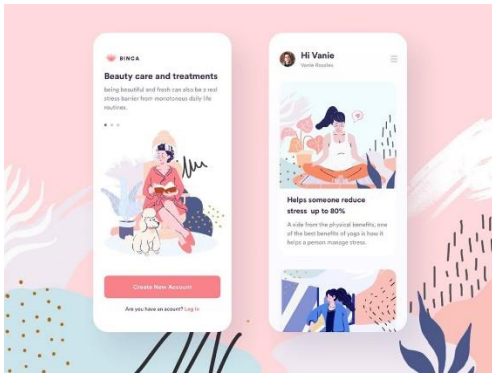 BINCA
Beauty care and treatments
being beautiful and fresh can also be a real
stress barrier from monotonous daily life
routines.
Create New Account
Are you have an acount? Log In
Hi Vanie
Vanie Rosalea
Helps someone reduce
stress up to 80%
A side from the physical benefits, one
of the best benefits of yoga is how it
helps a person manage stress.